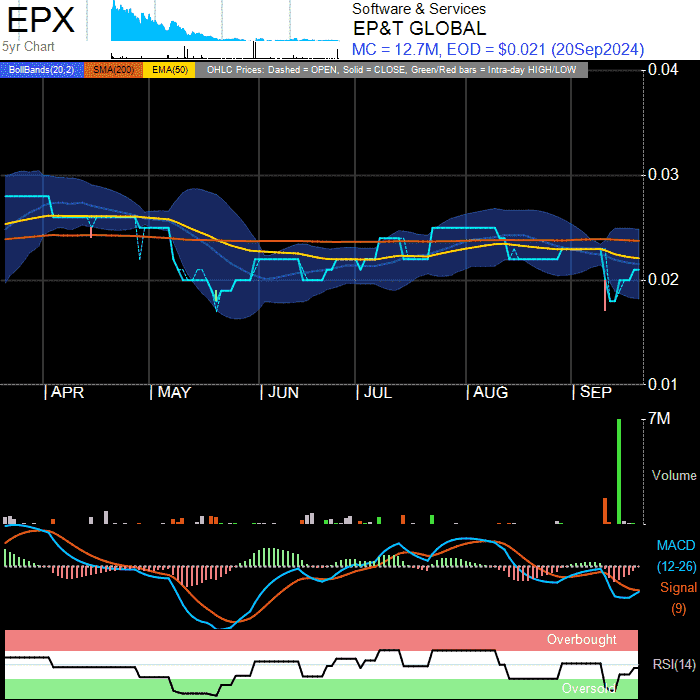 EPX
5yr Chart
Software & Services
EP&T GLOBAL
MC = 12.7M, EOD = $0.021 (20Sep2024)
BollBands(20,2) SMA(200) EMA(50) OHLC Prices: Dashed = OPEN, Solid = CLOSE, Green/Red bars = Intra-day HIGH/LOW
0.04
0.03
0.02
0.01
APR MAY JUN JUL AUG SEP
7M
Volume
MACD
(12-26)
Signal
(9)
Overbought
RSI(14)
Oversold